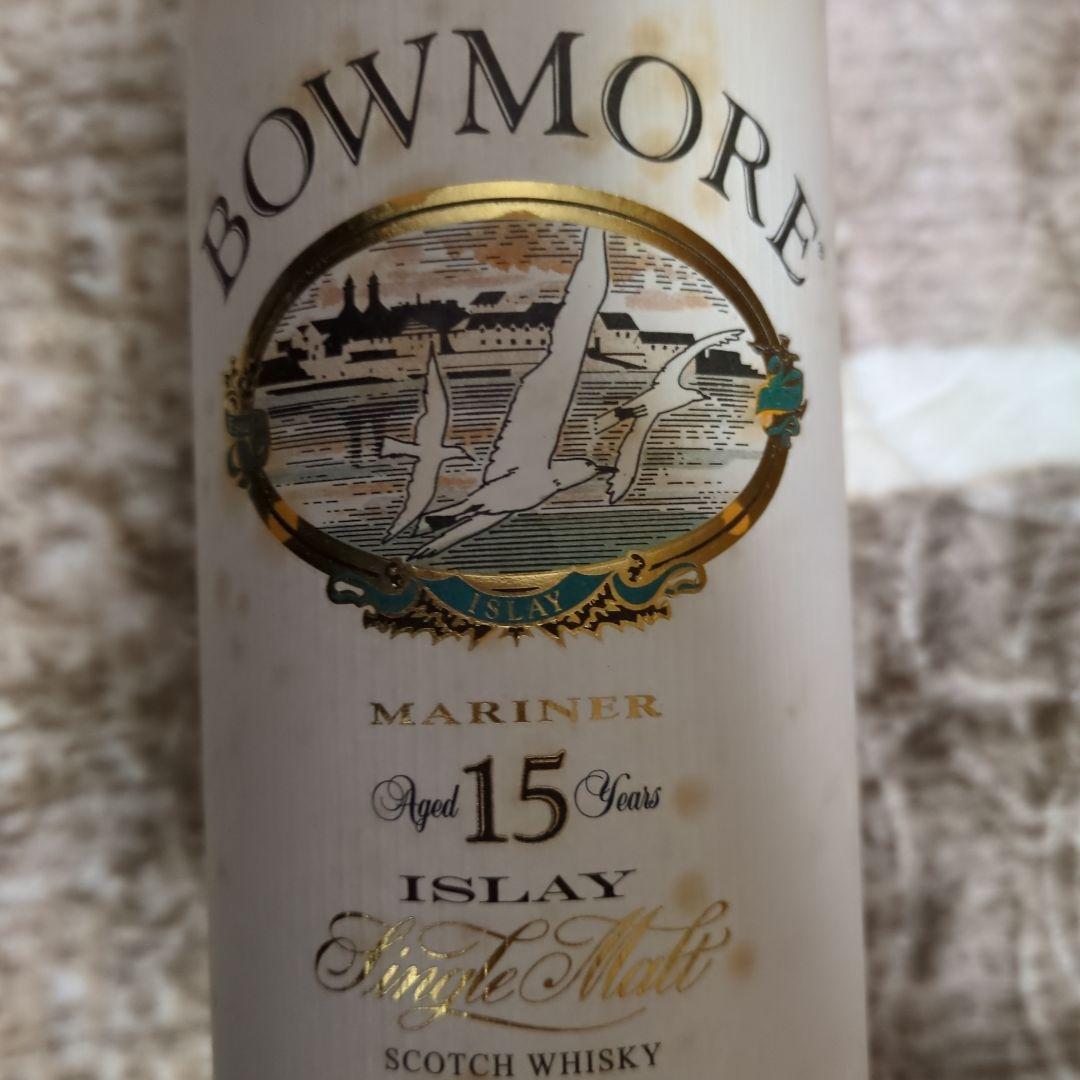 BOWMORE®
ISLAY
MARINER
Aged 15 Years
ISLAY
Single Malt
SCOTCH WHISKY